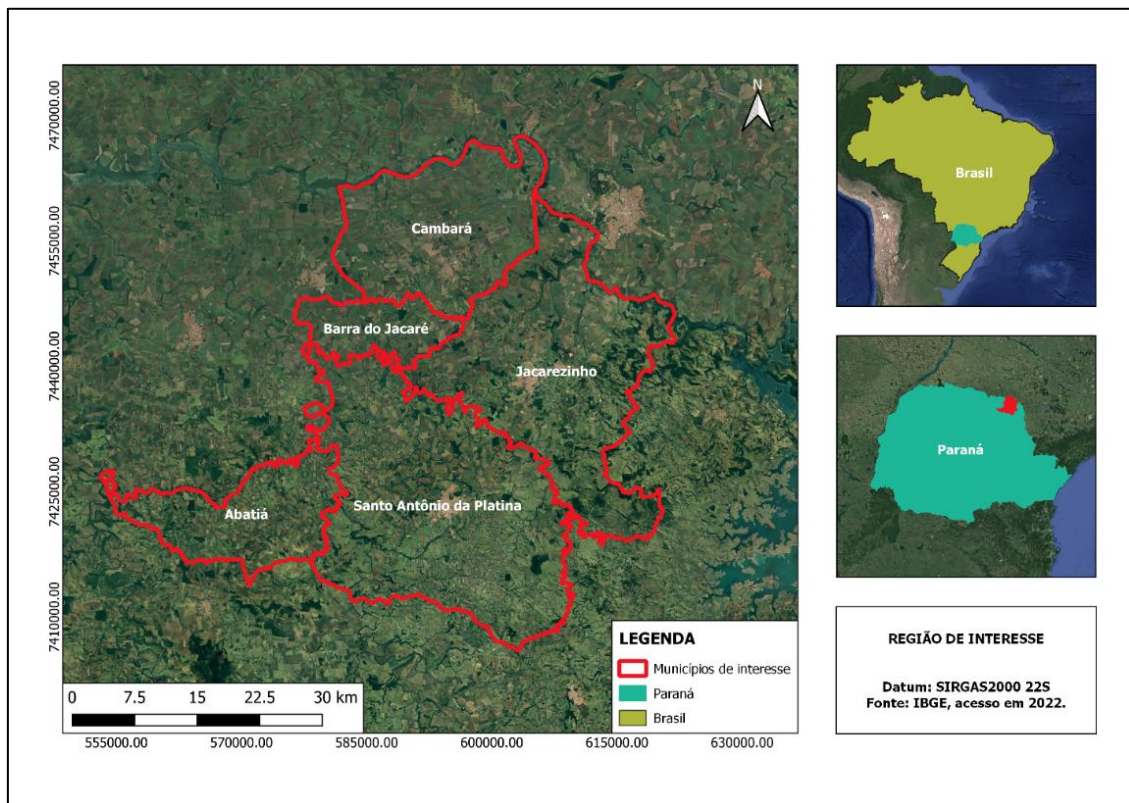 N
7470000.00
7455000.00
7440000.00
7425000.00
7410000.00
Cambará
Barra do Jacaré
Jacarezinho
Abatiá
Santo Antônio da Platina
0 7.5 15 22.5 30 km
LEGENDA
Municípios de interesse
Paraná
Brasil
555000.00 570000.00 585000.00 600000.00 615000.00 630000.00
Brasil
Paraná
REGIÃO DE INTERESSE
Datum: SIRGAS2000 22S
Fonte: IBGE, acesso em 2022.